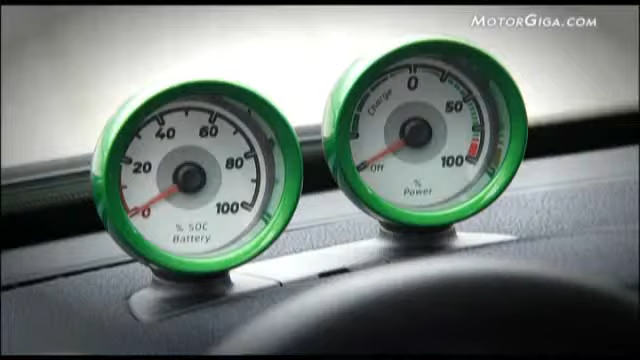 MOTORGIGA.COM
0
20
40
60
80
100
% SOC
Battery
Off
Charge
0
50
100
%
Power